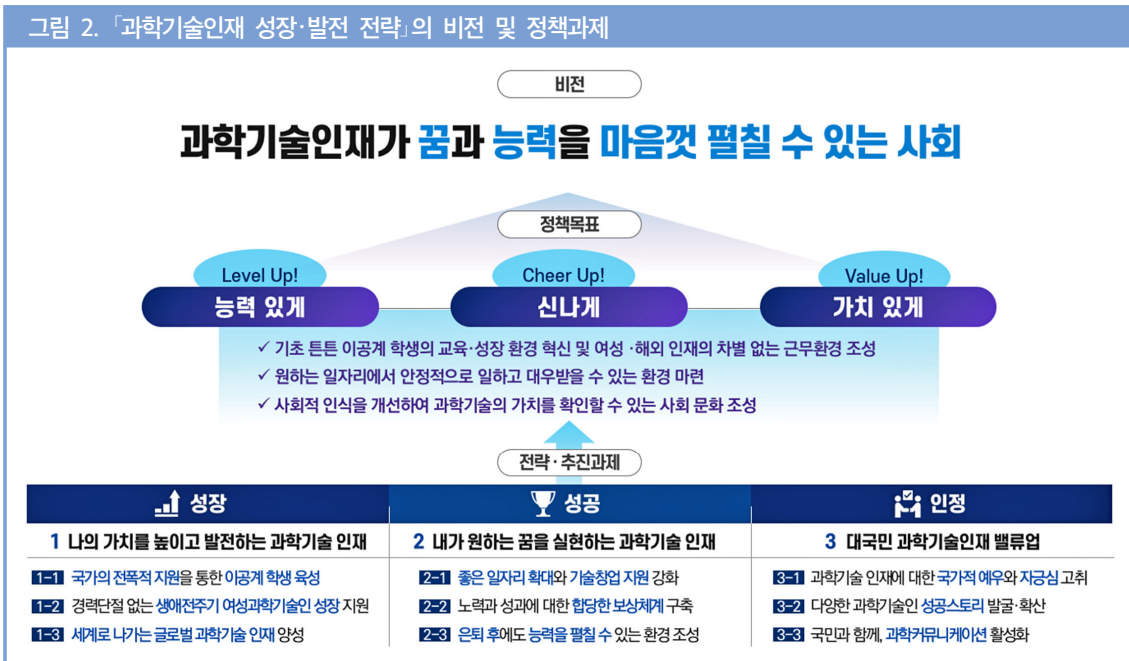 그림 2. 「과학기술인재 성장·발전 전략」의 비전 및 정책과제
비전
과학기술인재가 꿈과 능력을 마음껏 펼칠 수 있는 사회
정책목표
Level Up!
Cheer Up!
Value Up!
능력 있게
신나게
가치 있게
✓ 기초 튼튼 이공계 학생의 교육·성장 환경 혁신 및 여성·해외 인재의 차별 없는 근무환경 조성
✓ 원하는 일자리에서 안정적으로 일하고 대우받을 수 있는 환경 마련
✓ 사회적 인식을 개선하여 과학기술의 가치를 확인할 수 있는 사회 문화 조성
전략·추진과제
성장
1 나의 가치를 높이고 발전하는 과학기술 인재
1-1 국가의 전폭적 지원을 통한 이공계 학생 육성
1-2 경력단절 없는 생애전주기 여성과학기술인 성장 지원
1-3 세계로 나가는 글로벌 과학기술 인재 양성
성공
2 내가 원하는 꿈을 실현하는 과학기술 인재
2-1 좋은 일자리 확대와 기술창업 지원 강화
2-2 노력과 성과에 대한 합당한 보상체계 구축
2-3 은퇴 후에도 능력을 펼칠 수 있는 환경 조성
인정
3 대국민 과학기술인재 밸류업
3-1 과학기술 인재에 대한 국가적 예우와 자긍심 고취
3-2 다양한 과학기술인 성공스토리 발굴·확산
3-3 국민과 함께, 과학커뮤니케이션 활성화